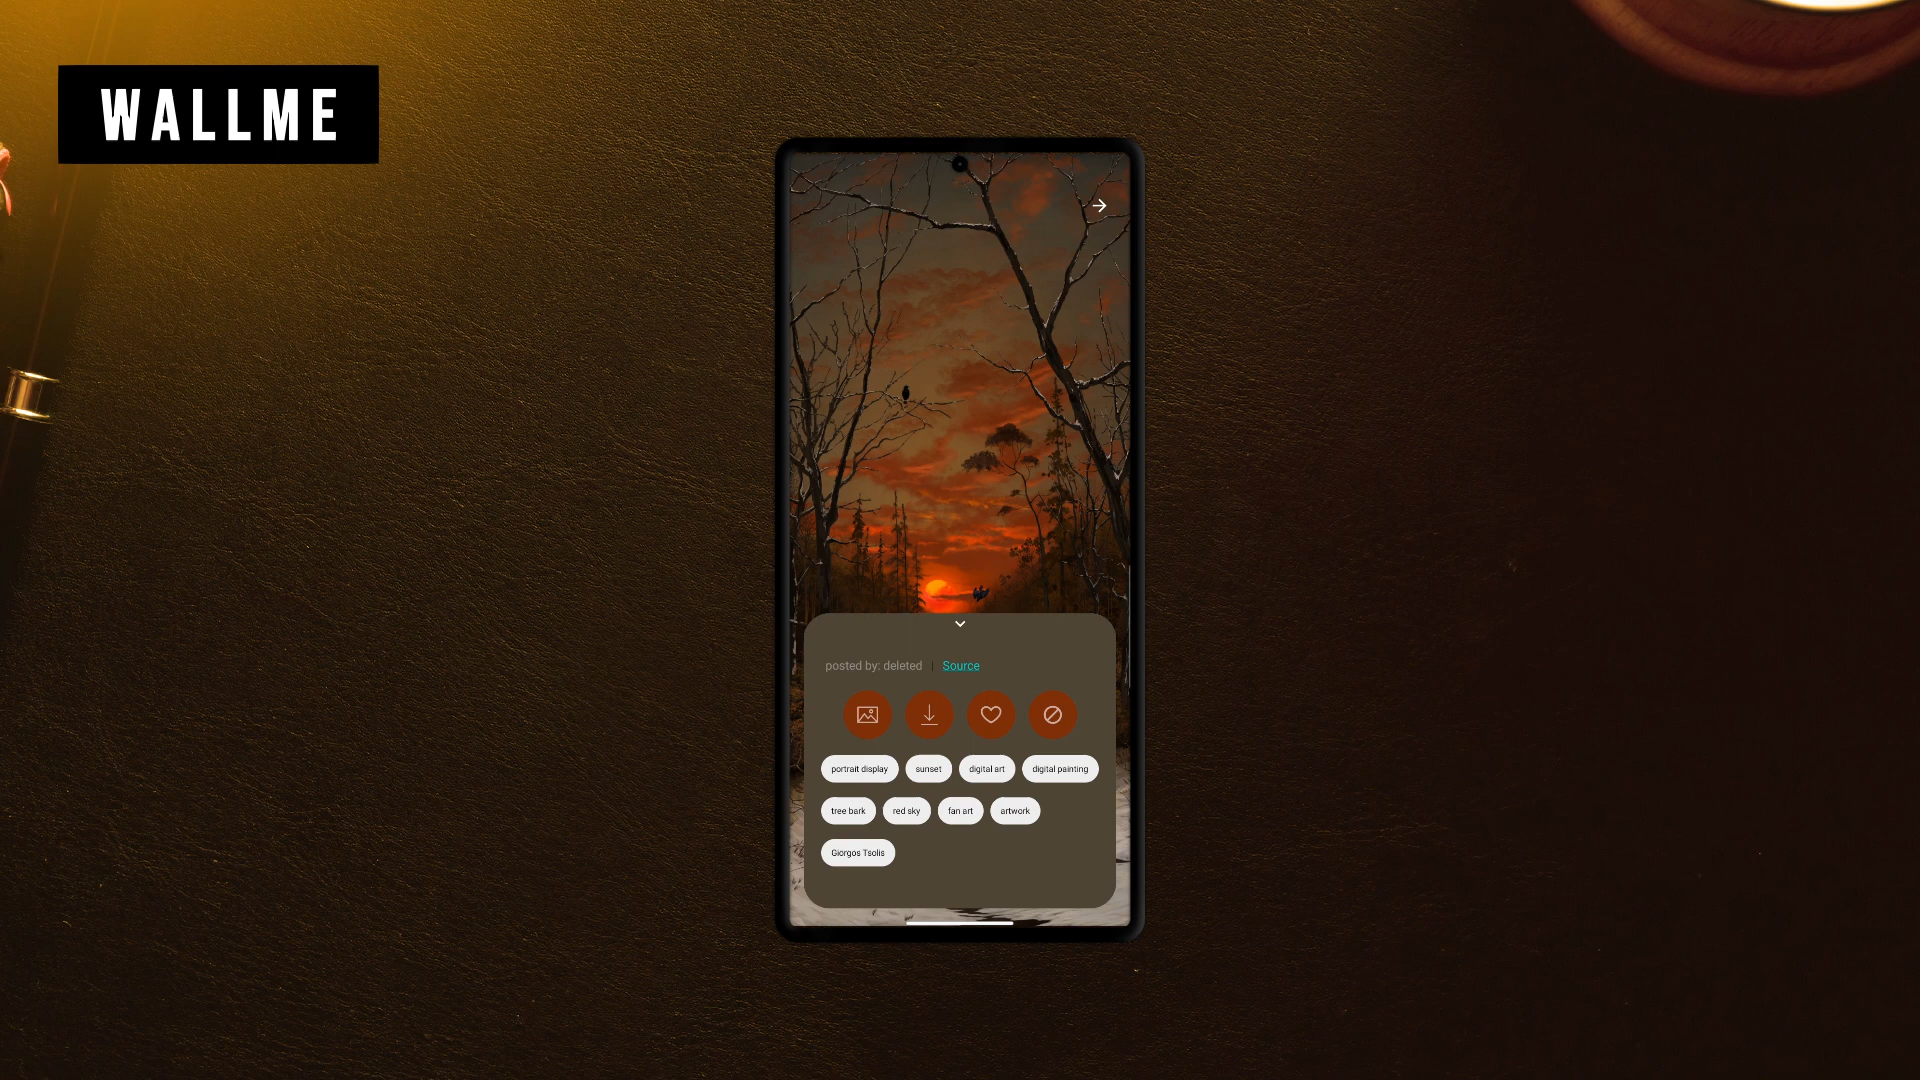 WALLME
posted by: deleted | Source
portrait display sunset digital art digital painting
tree bark red sky fan art artwork
Giorgos Tsolis